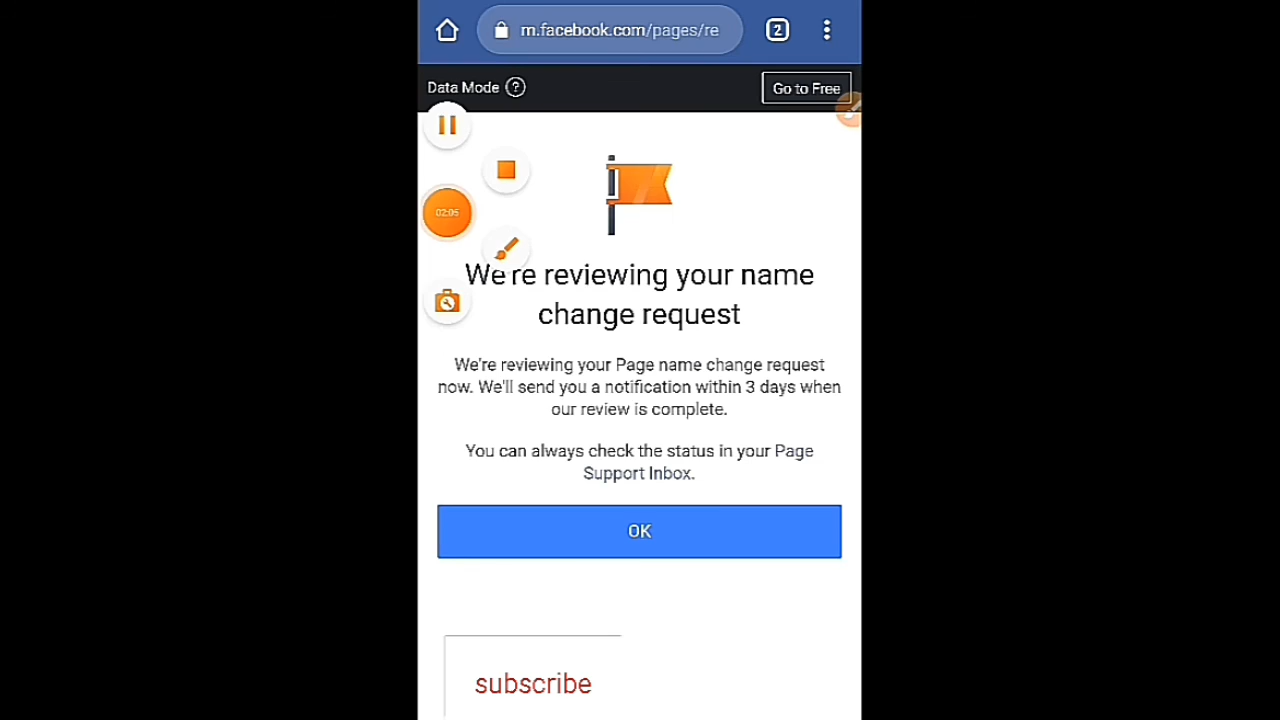 m.facebook.com/pages/re
2
Data Mode ?
Go to Free
02:05
We're reviewing your name
change request
We're reviewing your Page name change request
now. We'll send you a notification within 3 days when
our review is complete.
You can always check the status in your Page
Support Inbox.
OK
subscribe